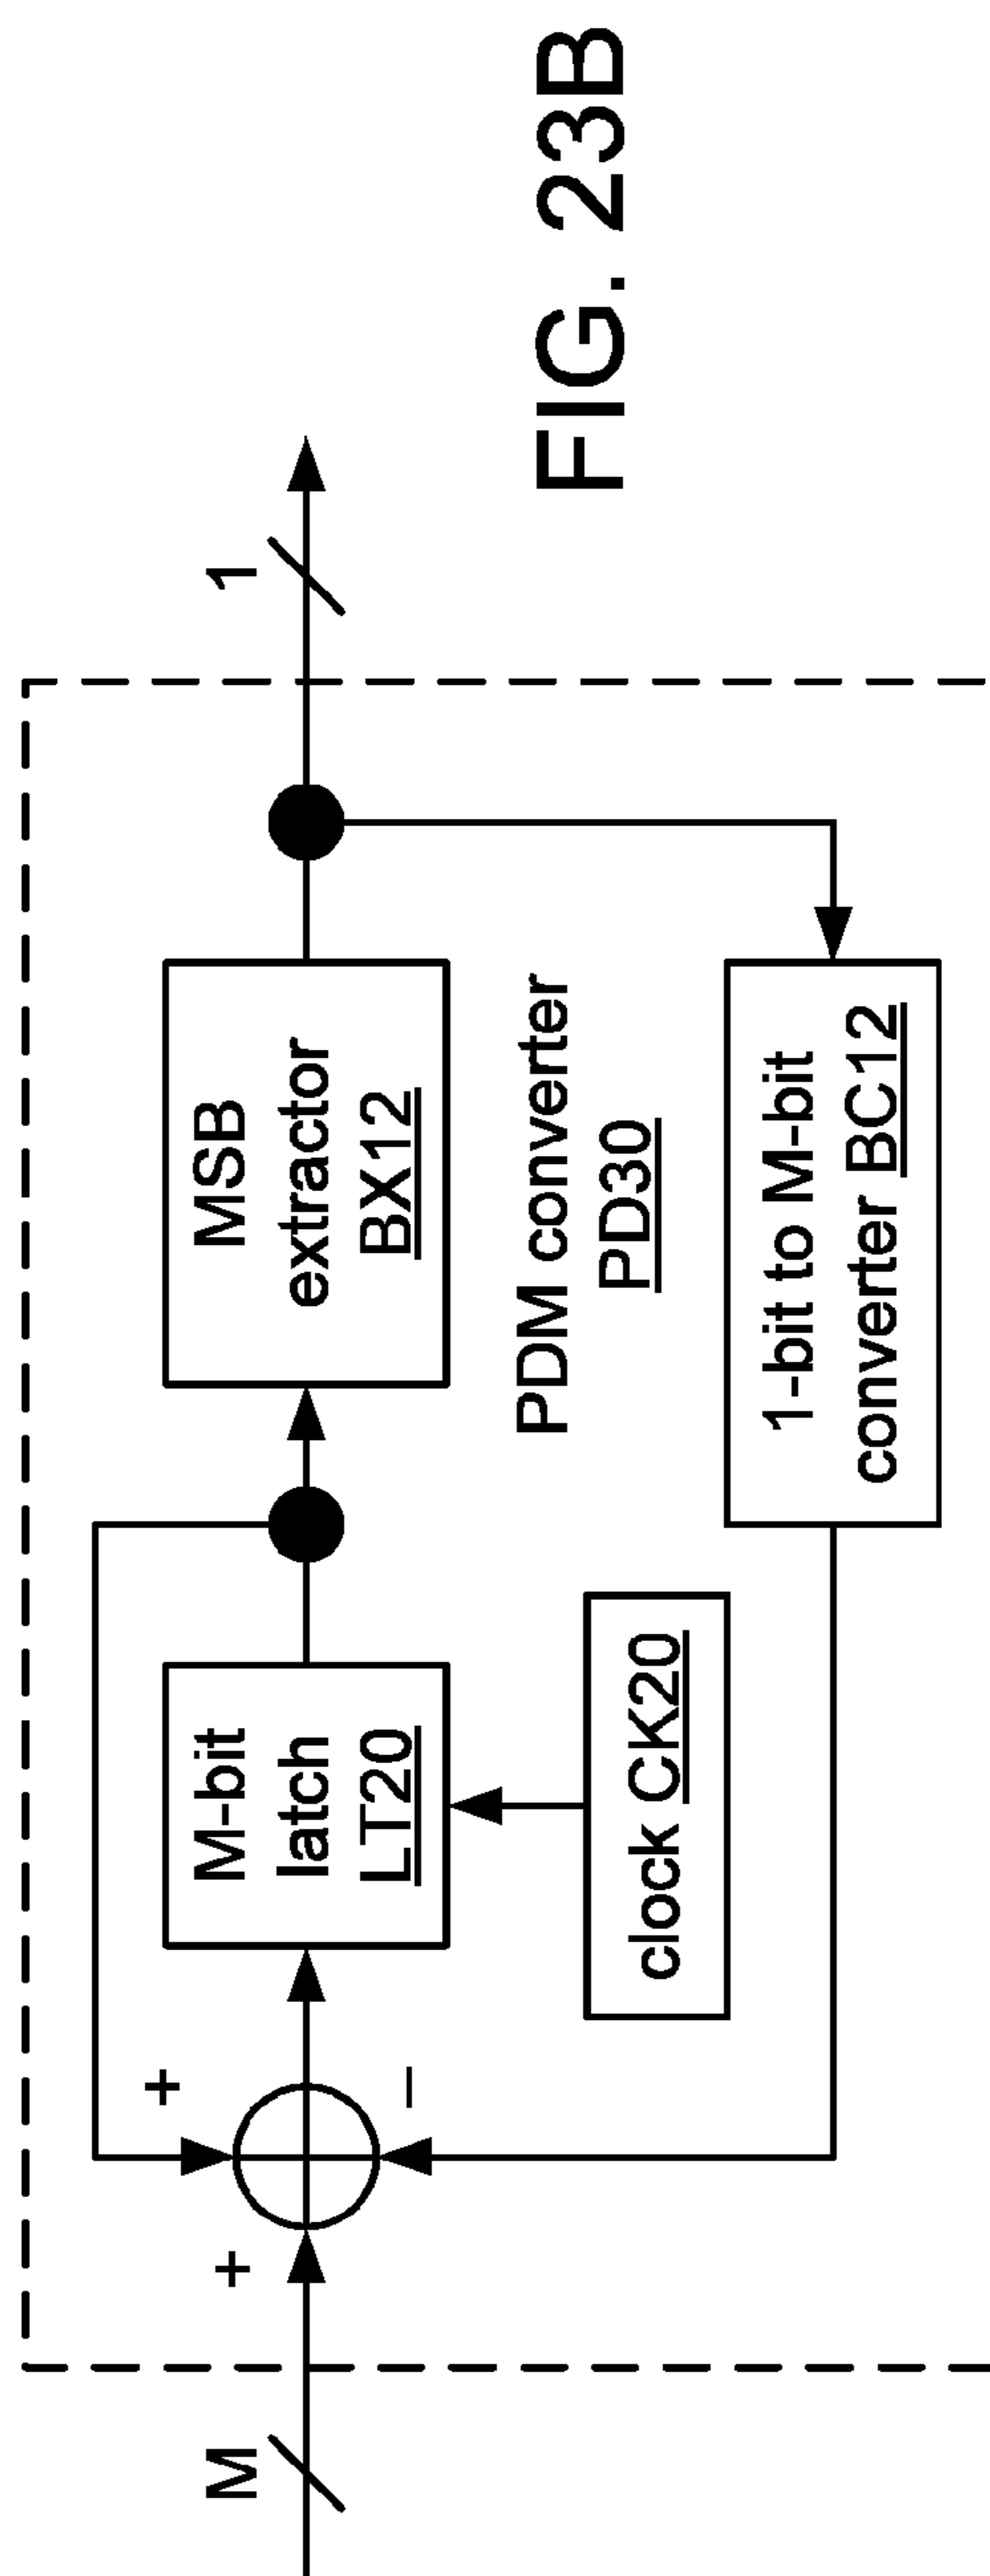 M
+
+
−
M-bit
latch
LT20
clock CK20
MSB
extractor
BX12
PDM converter
PD30
1-bit to M-bit
converter BC12
1
FIG. 23B